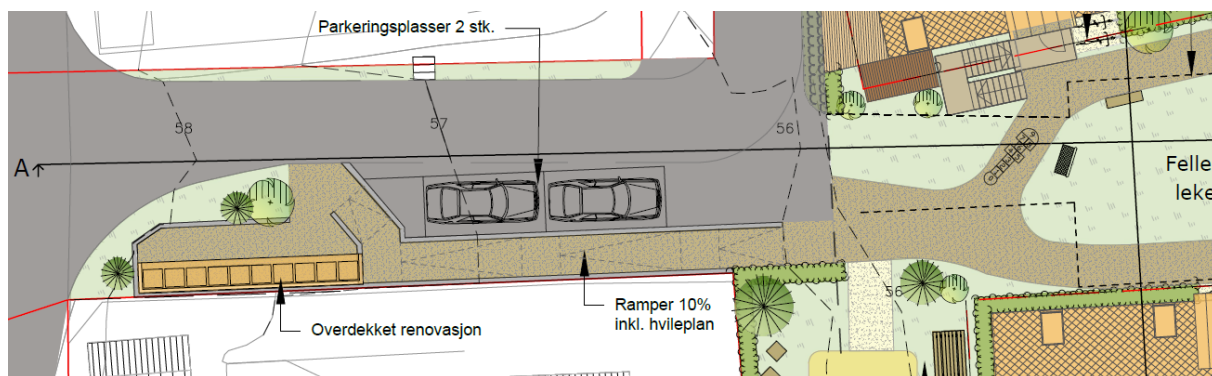 Parkeringsplasser 2 stk.
58
57
56
A
Felle
leke
56
Ramper 10%
inkl. hvileplan
Overdekket renovasjon